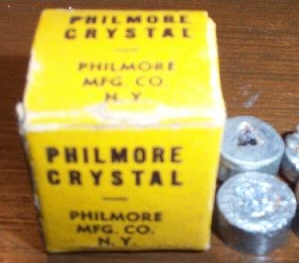 PHILMORE
CRYSTAL
PHILMORE
MFG. CO
N. Y.
PHILMORE
CRYSTAL
PHILMORE
MFG. CO.
N. Y.